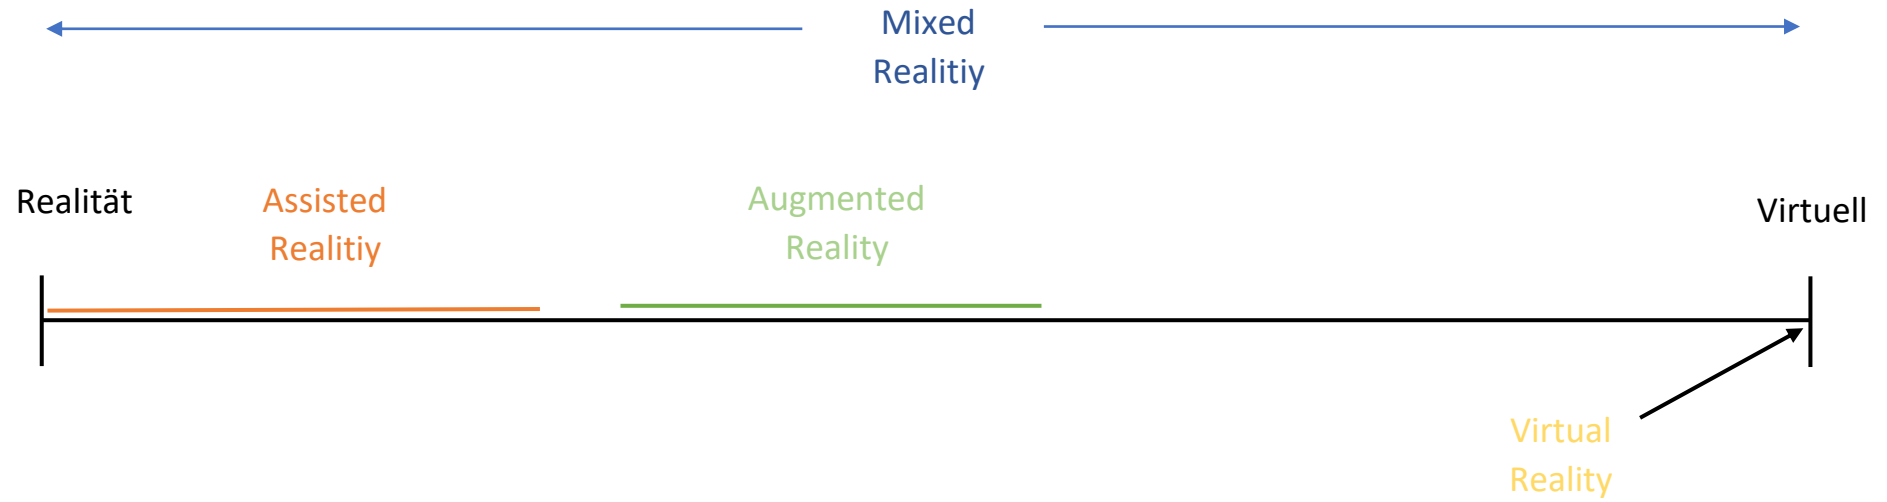 Mixed
Realitiy
Realität
Assisted
Realitiy
Augmented
Reality
Virtuell
Virtual
Reality